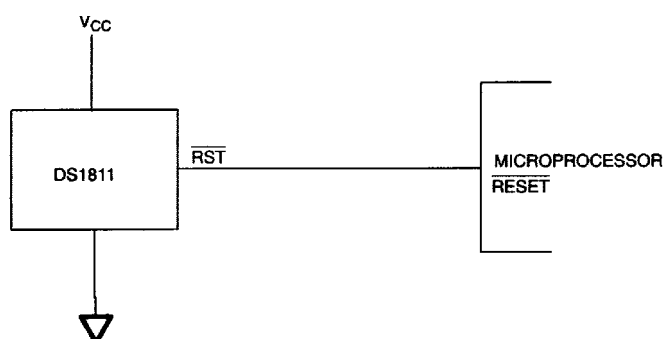 VCC
RST
DS1811
MICROPROCESSOR
RESET